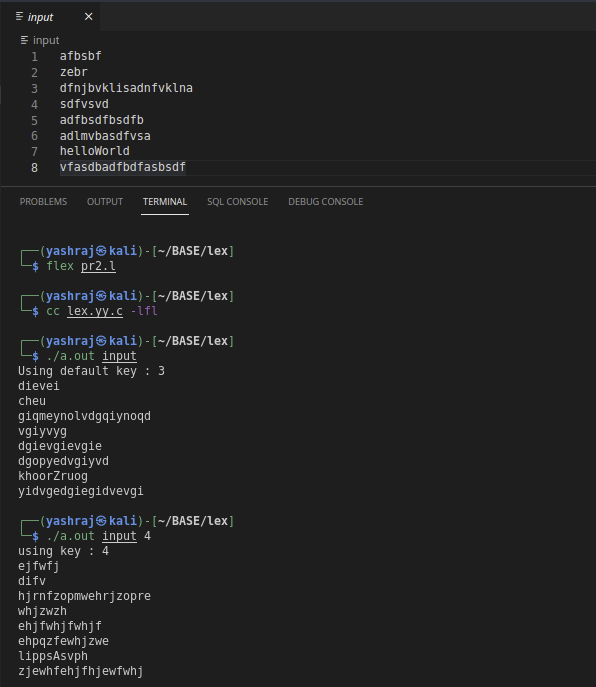 input ×
input
1 afbsbf
2 zebr
3 dfnjbvklisadnfvklna
4 sdfvsvd
5 adfbsdfbsdfb
6 adlmvbasdfvsa
7 helloWorld
8 vfasdbadfbdfasbsdf
PROBLEMS OUTPUT TERMINAL SQL CONSOLE DEBUG CONSOLE
┌──(yashraj㉿kali)-[~/BASE/lex]
└─$ flex pr2.l
┌──(yashraj㉿kali)-[~/BASE/lex]
└─$ cc lex.yy.c -lfl
┌──(yashraj㉿kali)-[~/BASE/lex]
└─$ ./a.out input
Using default key : 3
dievei
cheu
giqmeynolvdgqiynoqd
vgiyvyg
dgievgievgie
dgopyedvgiyvd
khoorZruog
yidvgedgiegidvevgi
┌──(yashraj㉿kali)-[~/BASE/lex]
└─$ ./a.out input 4
using key : 4
ejfwfj
difv
hjrnfzopmwehrjzopre
whjzwzh
ehjfwhjfwhjf
ehpqzfewhjzwe
lippsAsvph
zjewhfehjfhjewfwhj